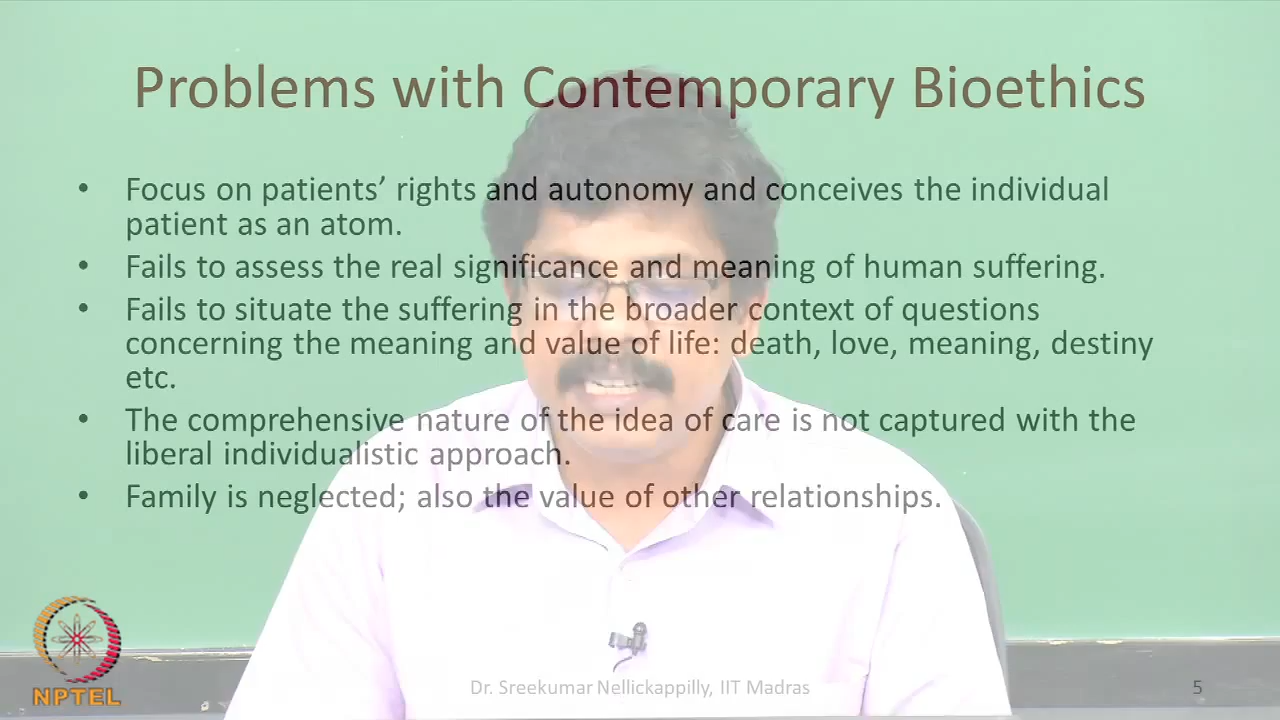 Problems with Contemporary Bioethics
• Focus on patients’ rights and autonomy and conceives the individual
patient as an atom.
• Fails to assess the real significance and meaning of human suffering.
• Fails to situate the suffering in the broader context of questions
concerning the meaning and value of life: death, love, meaning, destiny
etc.
• The comprehensive nature of the idea of care is not captured with the
liberal individualistic approach.
• Family is neglected; also the value of other relationships.
NPTEL
Dr. Sreekumar Nellickappilly, IIT Madras
5